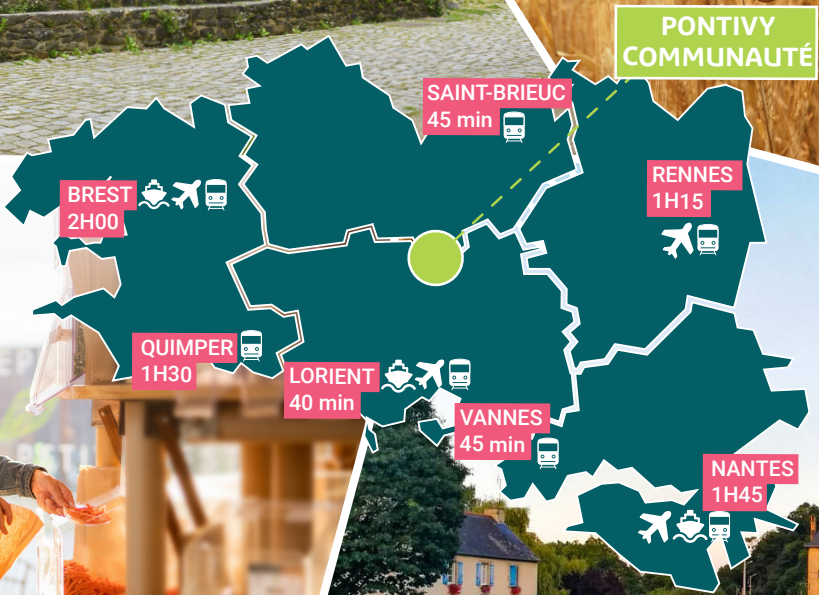 PONTIVY
COMMUNAUTÉ
SAINT-BRIEUC
45 min
BREST
2H00
RENNES
1H15
QUIMPER
1H30
LORIENT
40 min
VANNES
45 min
NANTES
1H45